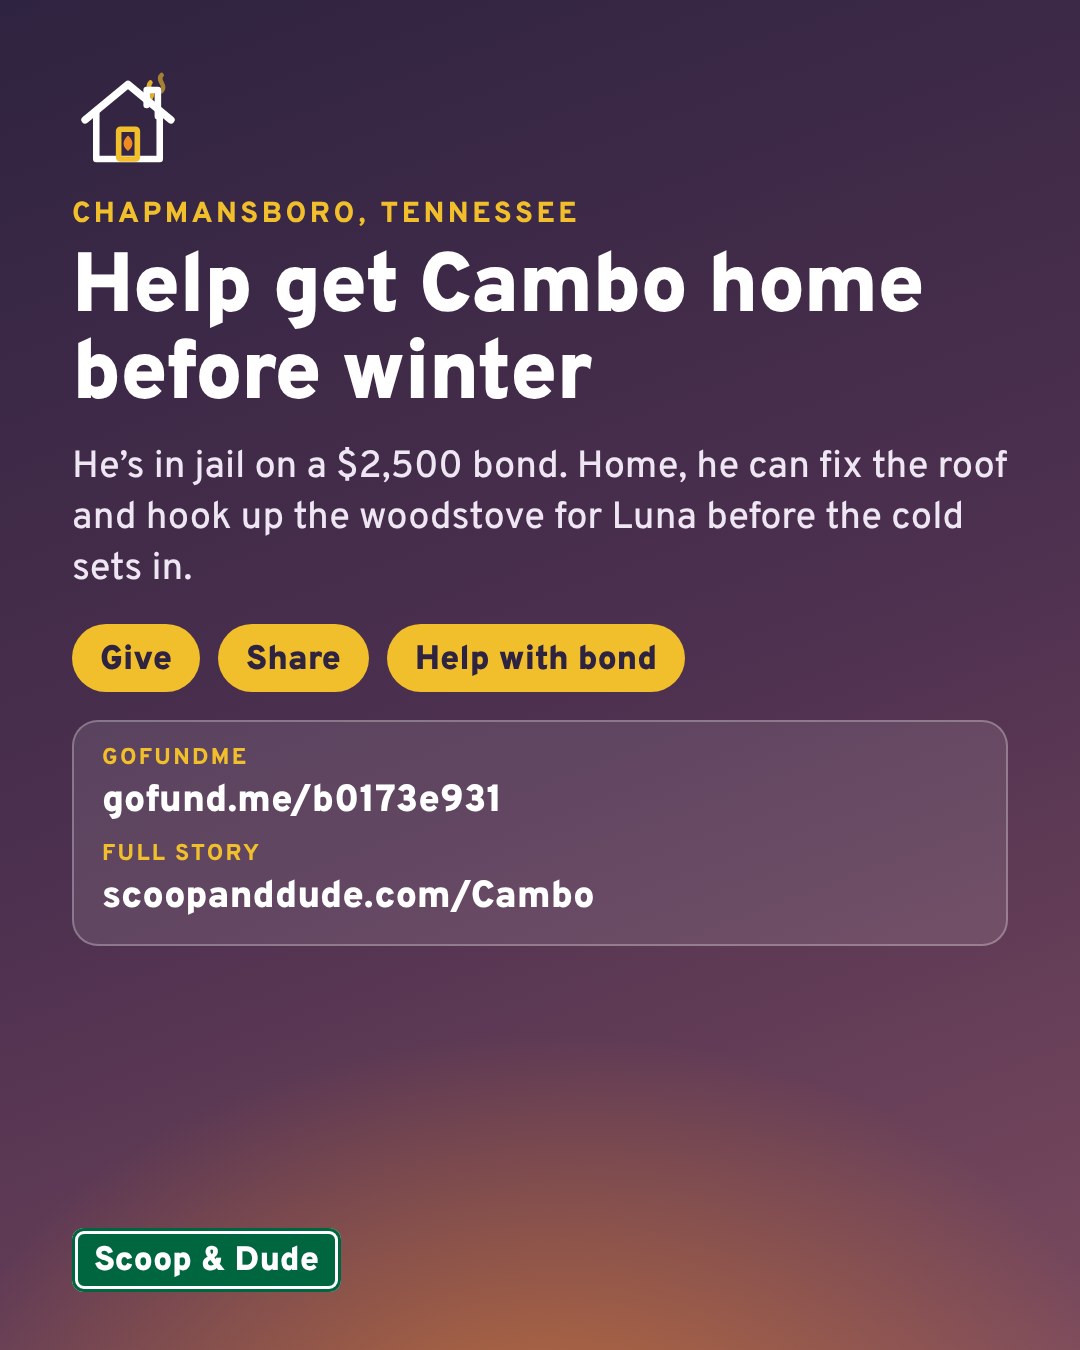 CHAPMANSBORO, TENNESSEE
Help get Cambo home
before winter
He’s in jail on a $2,500 bond. Home, he can fix the roof
and hook up the woodstove for Luna before the cold
sets in.
Give Share Help with bond
GOFUNDME
gofund.me/b0173e931
FULL STORY
scoopanddude.com/Cambo
Scoop & Dude